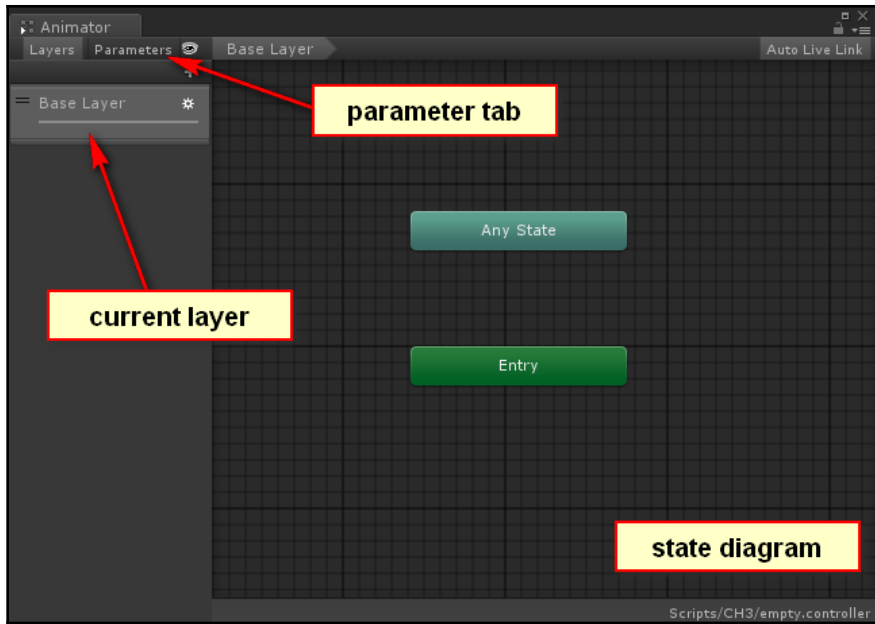 Animator
Layers Parameters Base Layer Auto Live Link
Base Layer
parameter tab
Any State
current layer
Entry
state diagram
Scripts/CH3/empty.controller